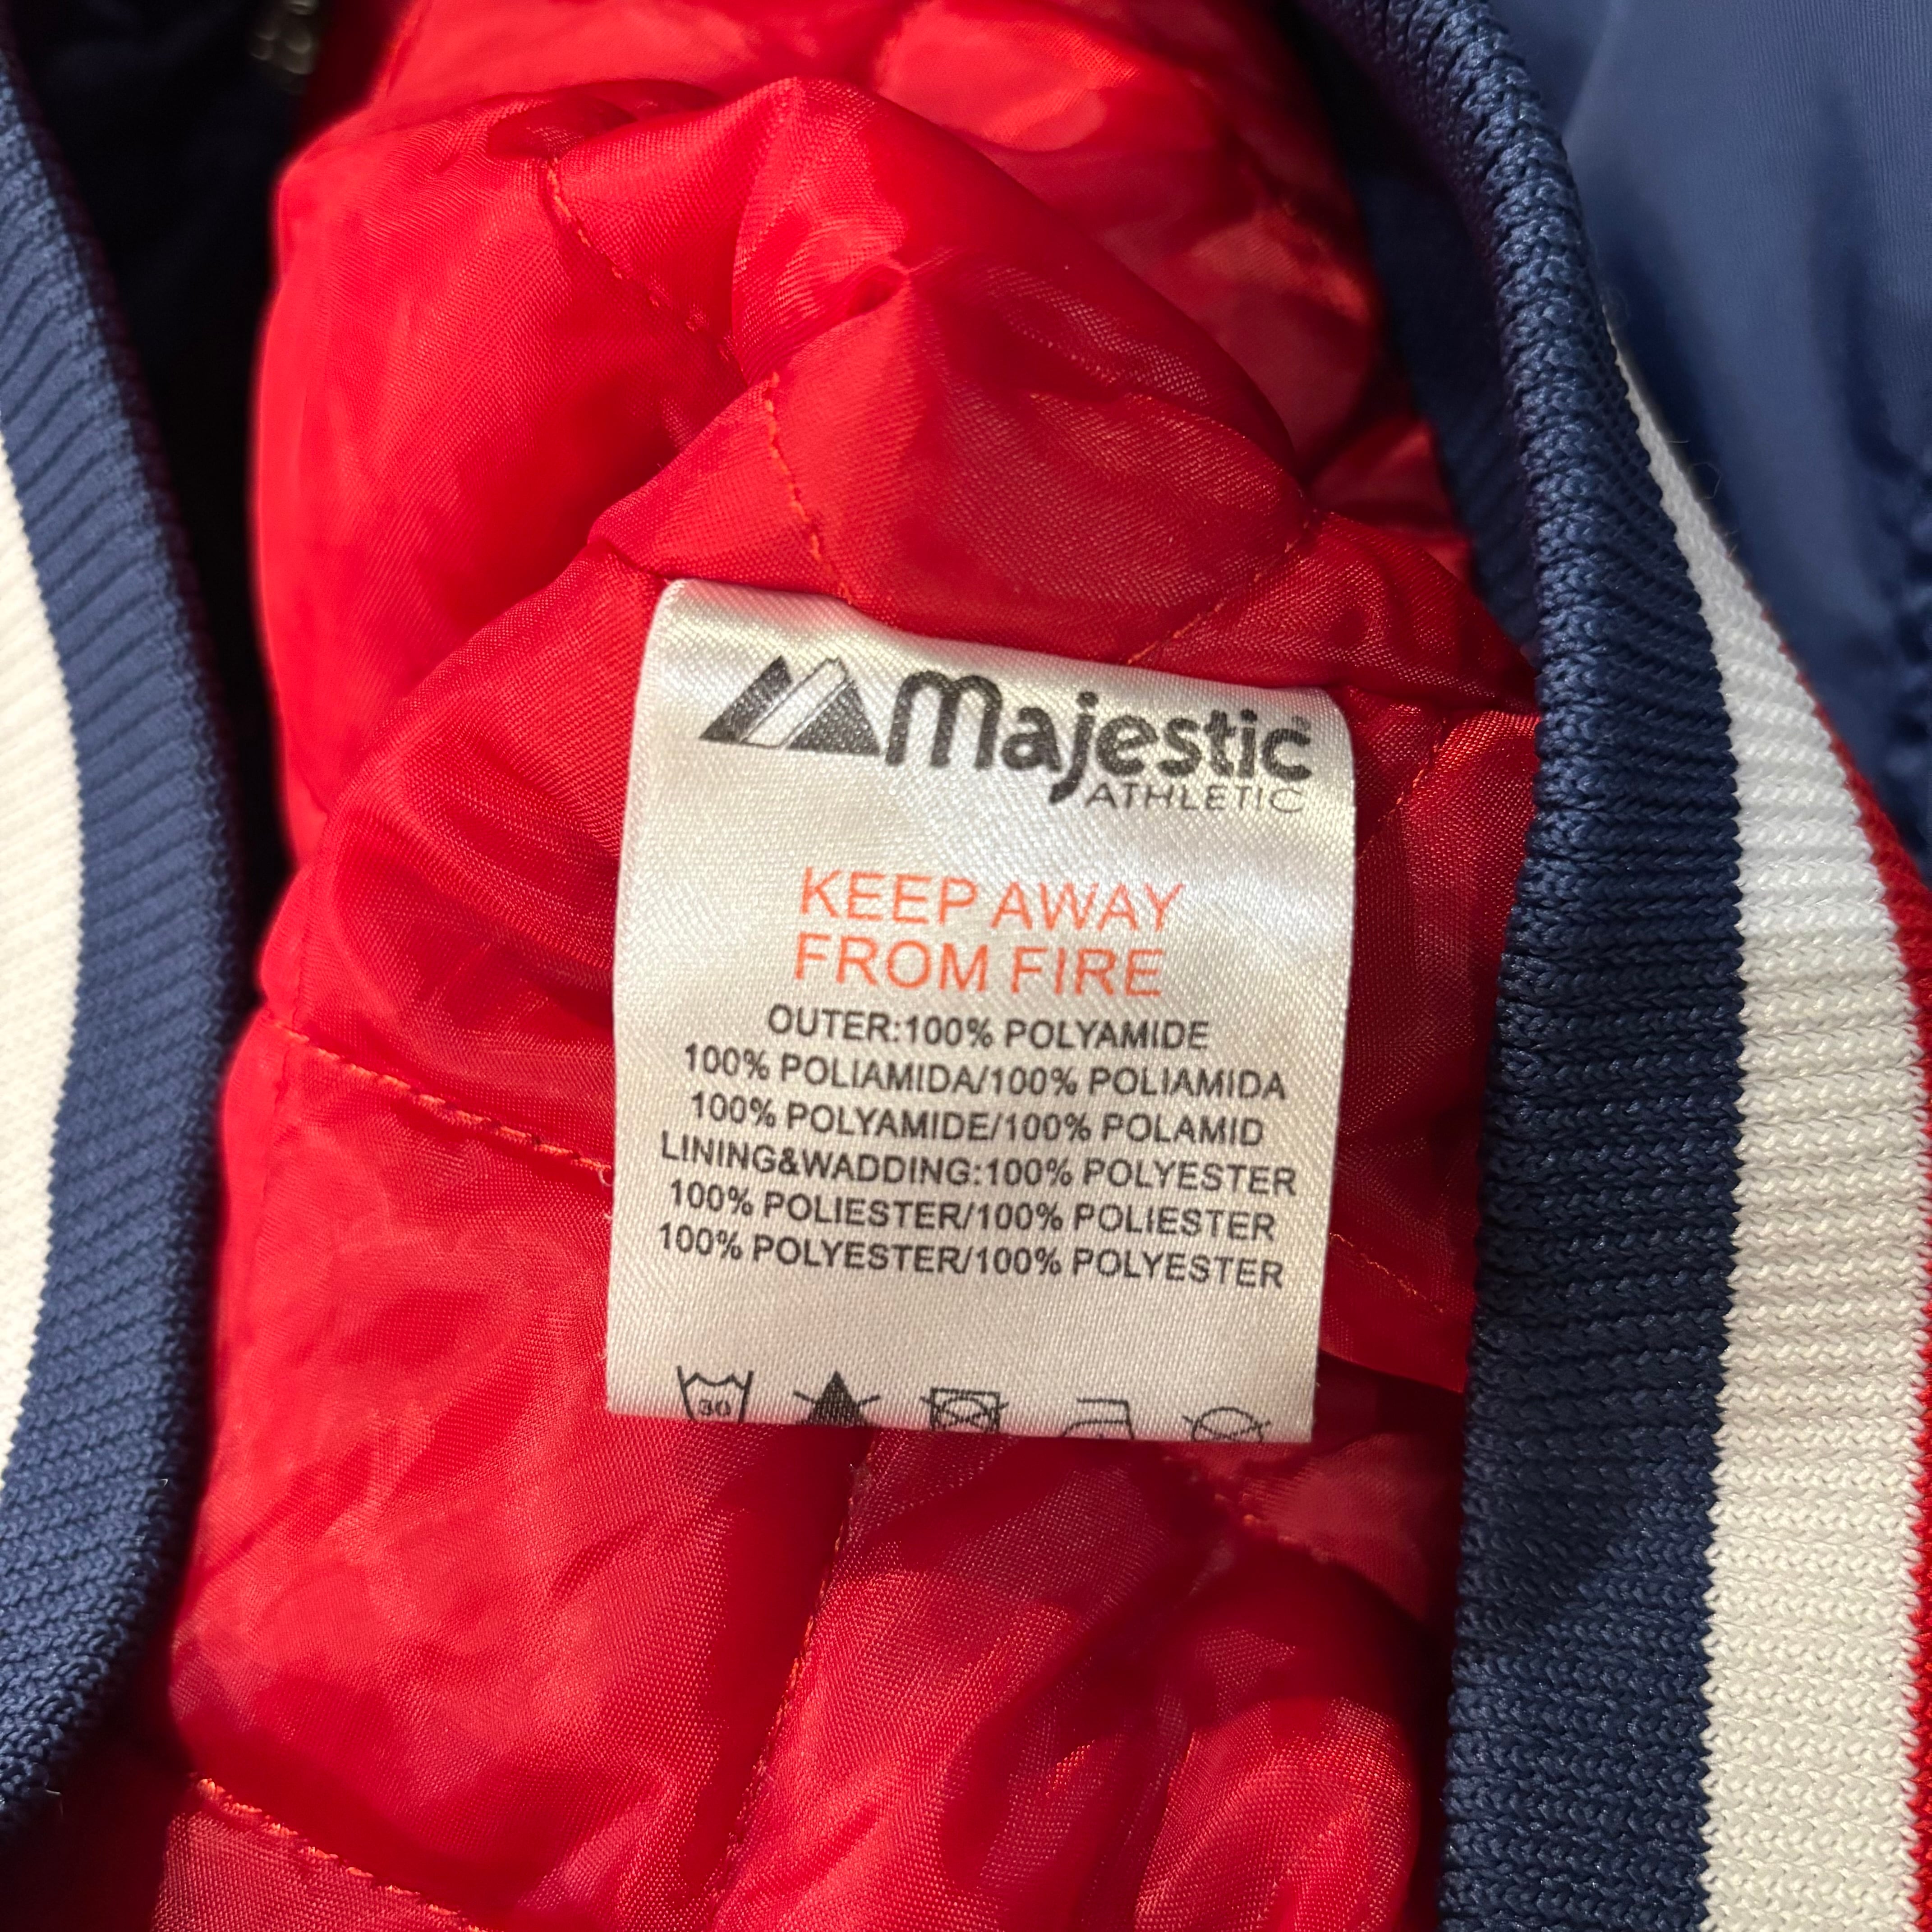 Majestic
ATHLETIC
KEEP AWAY
FROM FIRE
OUTER:100% POLYAMIDE
100% POLIAMIDA/100% POLIAMIDA
100% POLYAMIDE/100% POLAMID
LINING&WADDING:100% POLYESTER
100% POLIESTER/100% POLIESTER
100% POLYESTER/100% POLYESTER
30